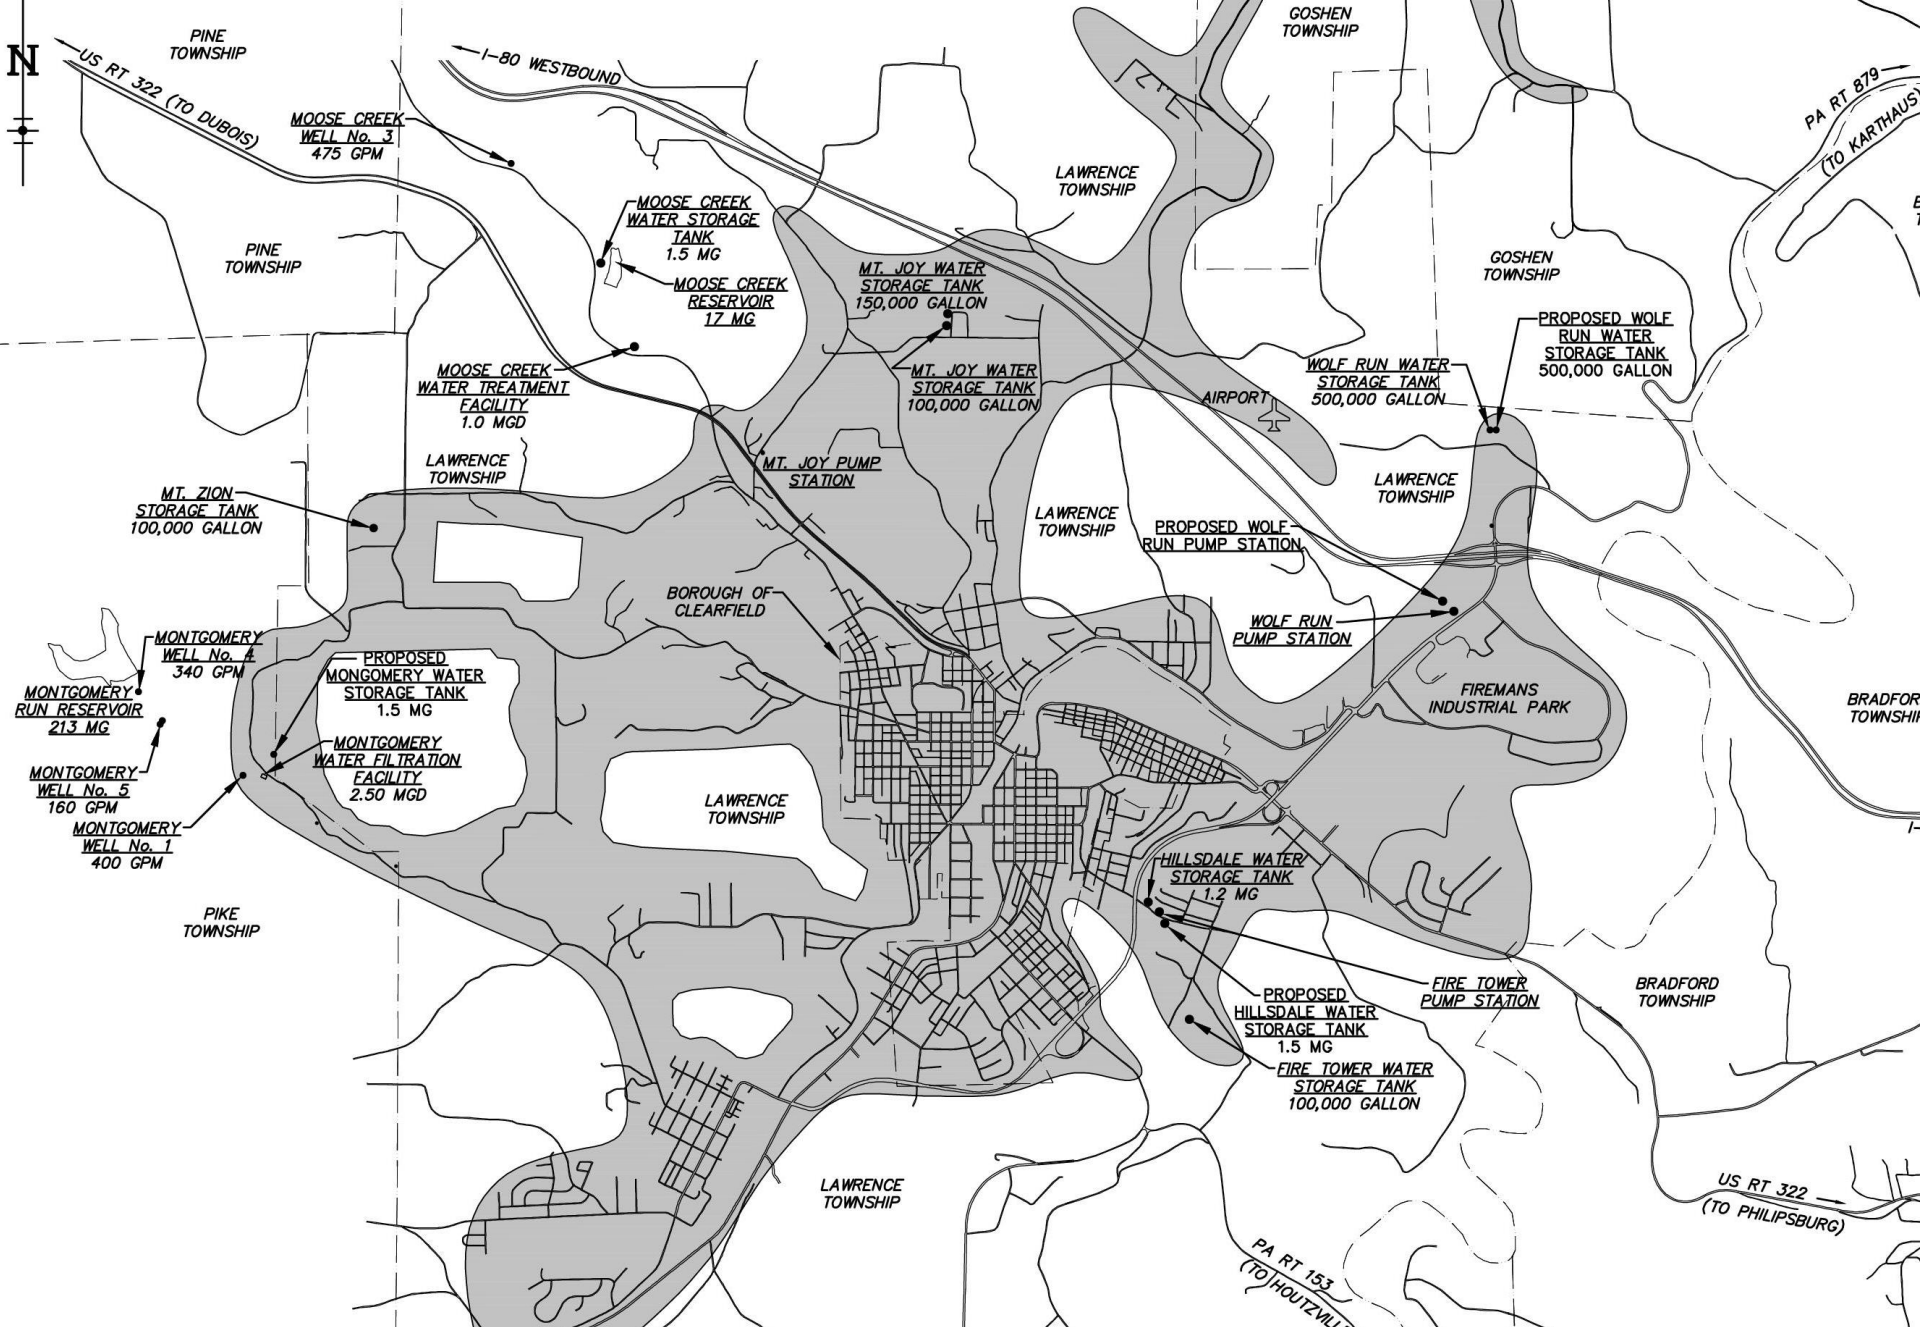 N
PINE
TOWNSHIP
US RT 322 (TO DUBOIS)
I-80 WESTBOUND
GOSHEN
TOWNSHIP
PA RT 879
(TO KARTHAUS)
MOOSE CREEK
WELL No. 3
475 GPM
LAWRENCE
TOWNSHIP
MOOSE CREEK
WATER STORAGE
TANK
1.5 MG
PINE
TOWNSHIP
MOOSE CREEK
RESERVOIR
17 MG
MT. JOY WATER
STORAGE TANK
150,000 GALLON
GOSHEN
TOWNSHIP
PROPOSED WOLF
RUN WATER
STORAGE TANK
500,000 GALLON
MOOSE CREEK
WATER TREATMENT
FACILITY
1.0 MGD
MT. JOY WATER
STORAGE TANK
100,000 GALLON
WOLF RUN WATER
STORAGE TANK
500,000 GALLON
AIRPORT
LAWRENCE
TOWNSHIP
MT. JOY PUMP
STATION
LAWRENCE
TOWNSHIP
MT. ZION
STORAGE TANK
100,000 GALLON
LAWRENCE
TOWNSHIP
PROPOSED WOLF
RUN PUMP STATION
BOROUGH OF
CLEARFIELD
WOLF RUN
PUMP STATION
MONTGOMERY
WELL No. 4
340 GPM
PROPOSED
MONGOMERY WATER
STORAGE TANK
1.5 MG
MONTGOMERY
RUN RESERVOIR
213 MG
FIREMANS
INDUSTRIAL PARK
BRADFOR
TOWNSHIP
MONTGOMERY
WATER FILTRATION
FACILITY
2.50 MGD
MONTGOMERY
WELL No. 5
160 GPM
LAWRENCE
TOWNSHIP
MONTGOMERY
WELL No. 1
400 GPM
I-
HILLSDALE WATER
STORAGE TANK
1.2 MG
PIKE
TOWNSHIP
FIRE TOWER
PUMP STATION
BRADFORD
TOWNSHIP
PROPOSED
HILLSDALE WATER
STORAGE TANK
1.5 MG
FIRE TOWER WATER
STORAGE TANK
100,000 GALLON
LAWRENCE
TOWNSHIP
US RT 322
(TO PHILIPSBURG)
PA RT 153
(TO HOUTZVILL